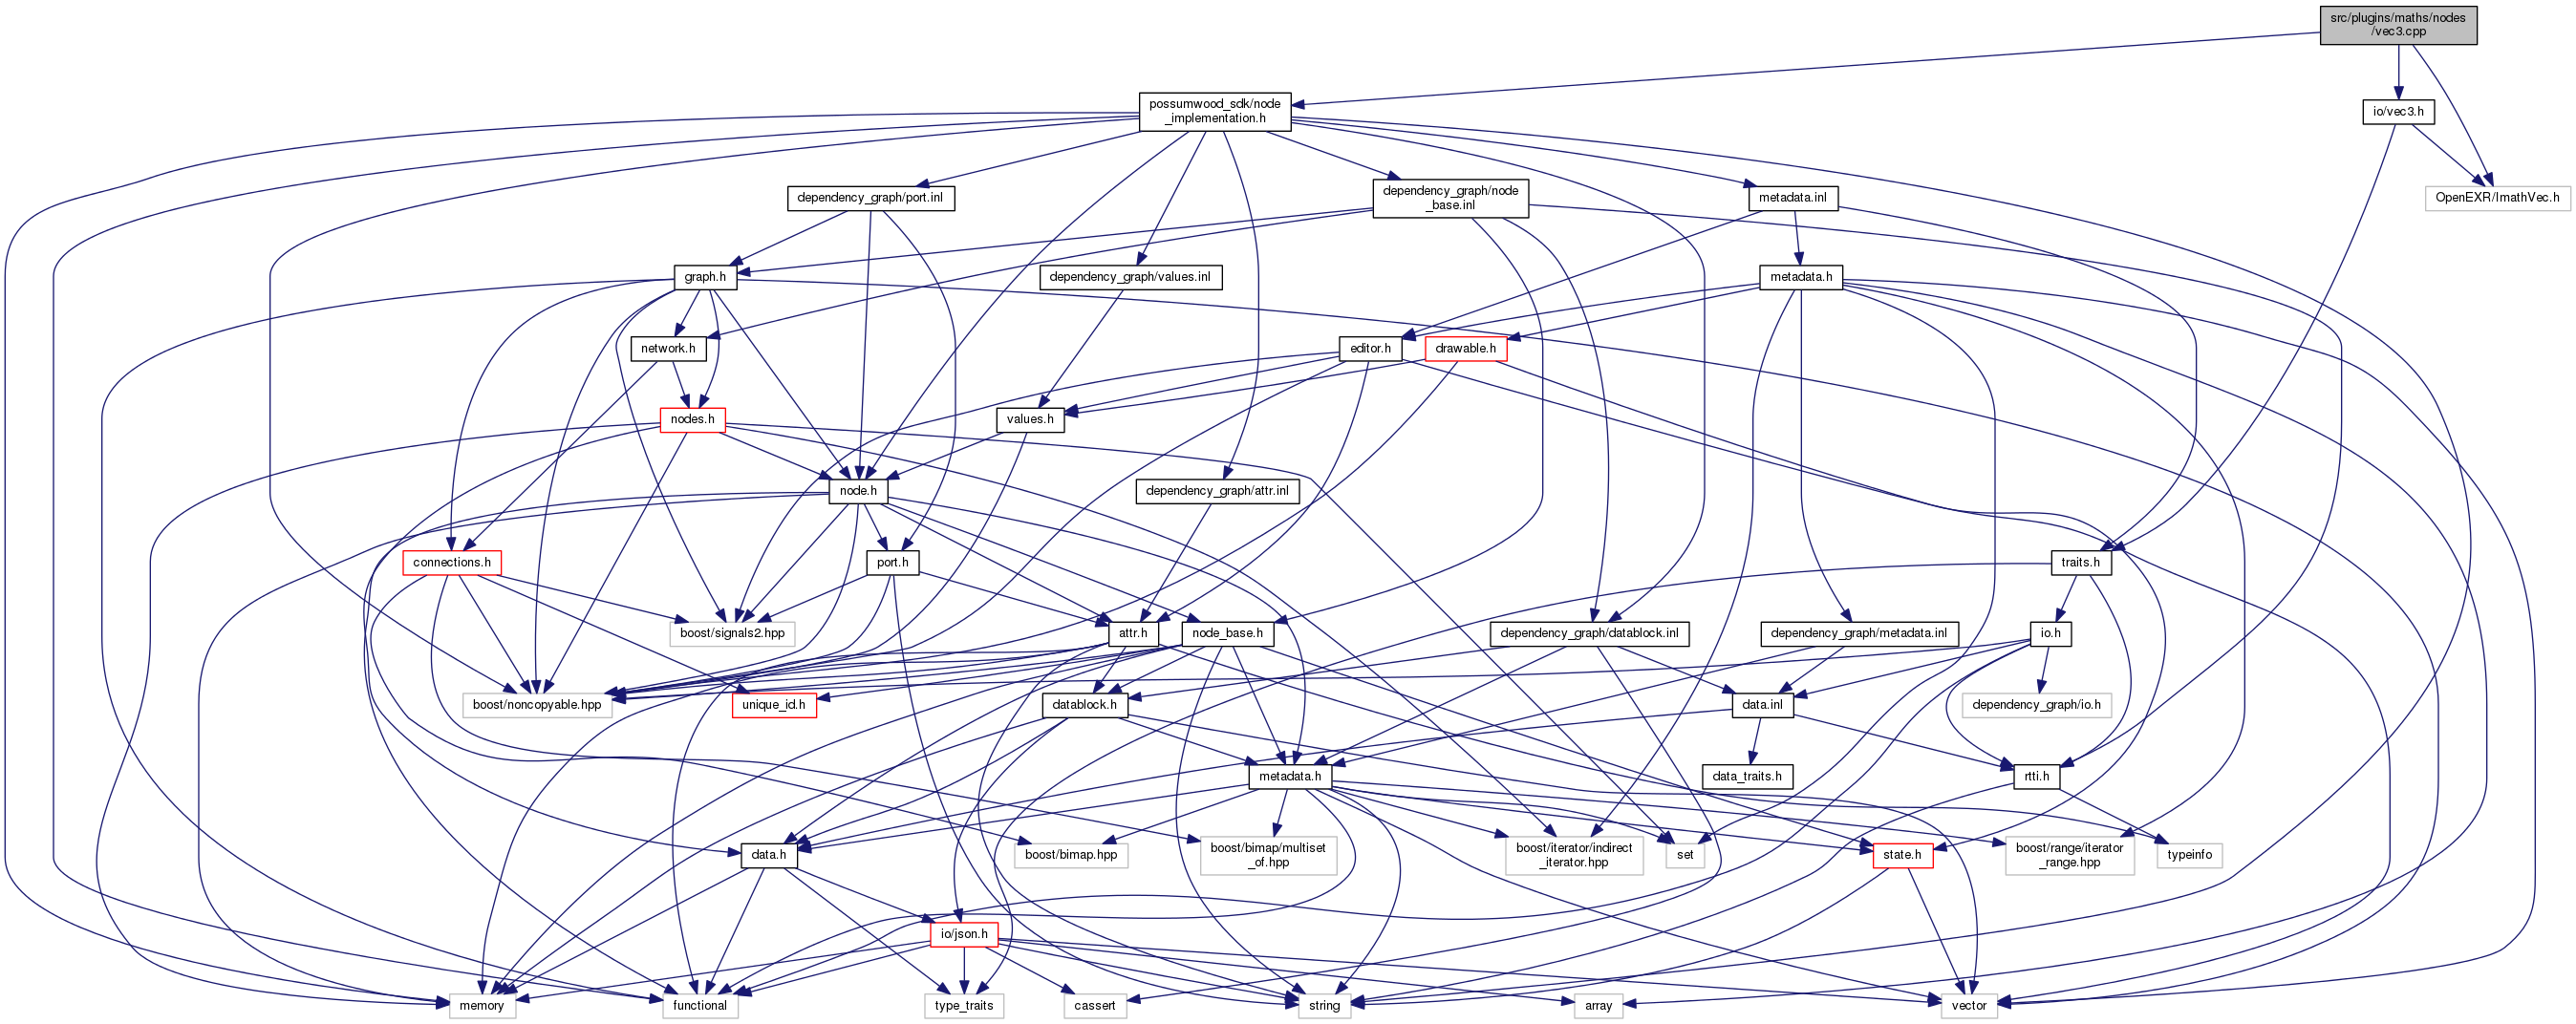 src/plugins/maths/nodes
/vec3.cpp
possumwood_sdk/node
_implementation.h
io/vec3.h
dependency_graph/port.inl
dependency_graph/node
_base.inl
metadata.inl
OpenEXR/ImathVec.h
graph.h
dependency_graph/values.inl
metadata.h
network.h
editor.h
drawable.h
nodes.h
values.h
node.h
dependency_graph/attr.inl
connections.h
port.h
traits.h
boost/signals2.hpp
attr.h
node_base.h
dependency_graph/datablock.inl
dependency_graph/metadata.inl
io.h
boost/noncopyable.hpp
unique_id.h
datablock.h
data.inl
dependency_graph/io.h
metadata.h
data_traits.h
rtti.h
data.h
boost/bimap.hpp
boost/bimap/multiset
_of.hpp
boost/iterator/indirect
_iterator.hpp
set
state.h
boost/range/iterator
_range.hpp
typeinfo
io/json.h
memory
functional
type_traits
cassert
string
array
vector